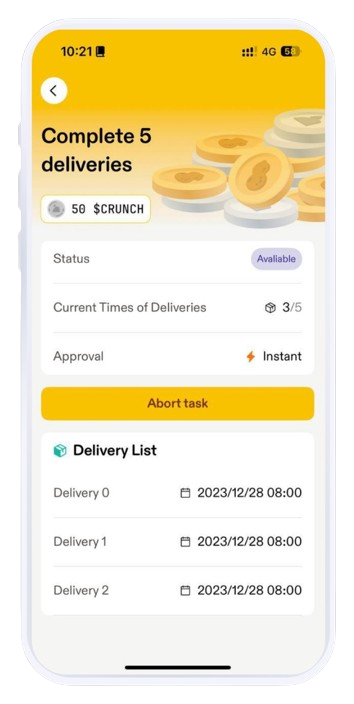 10:21 4G 58
Complete 5
deliveries
50 $CRUNCH
Status Avaliable
Current Times of Deliveries 3/5
Approval Instant
Abort task
Delivery List
Delivery 0 2023/12/28 08:00
Delivery 1 2023/12/28 08:00
Delivery 2 2023/12/28 08:00